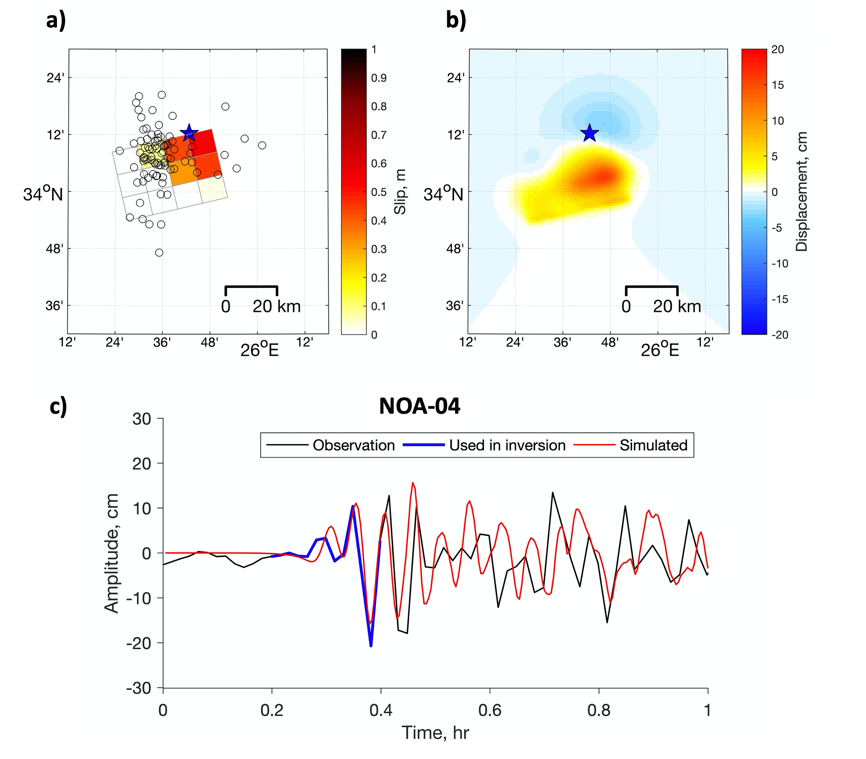 a)
24'
12'
34°N
48'
36'
12' 24' 36' 48' 26°E 12'
0 20 km
1
0.9
0.8
0.7
0.6
0.5
0.4
0.3
0.2
0.1
0
Slip, m
b)
24'
12'
34°N
48'
36'
12' 24' 36' 48' 26°E 12'
0 20 km
20
15
10
5
0
-5
-10
-15
-20
Displacement, cm
c)
NOA-04
Observation Used in inversion Simulated
30
20
10
0
-10
-20
-30
Amplitude, cm
0 0.2 0.4 0.6 0.8 1
Time, hr